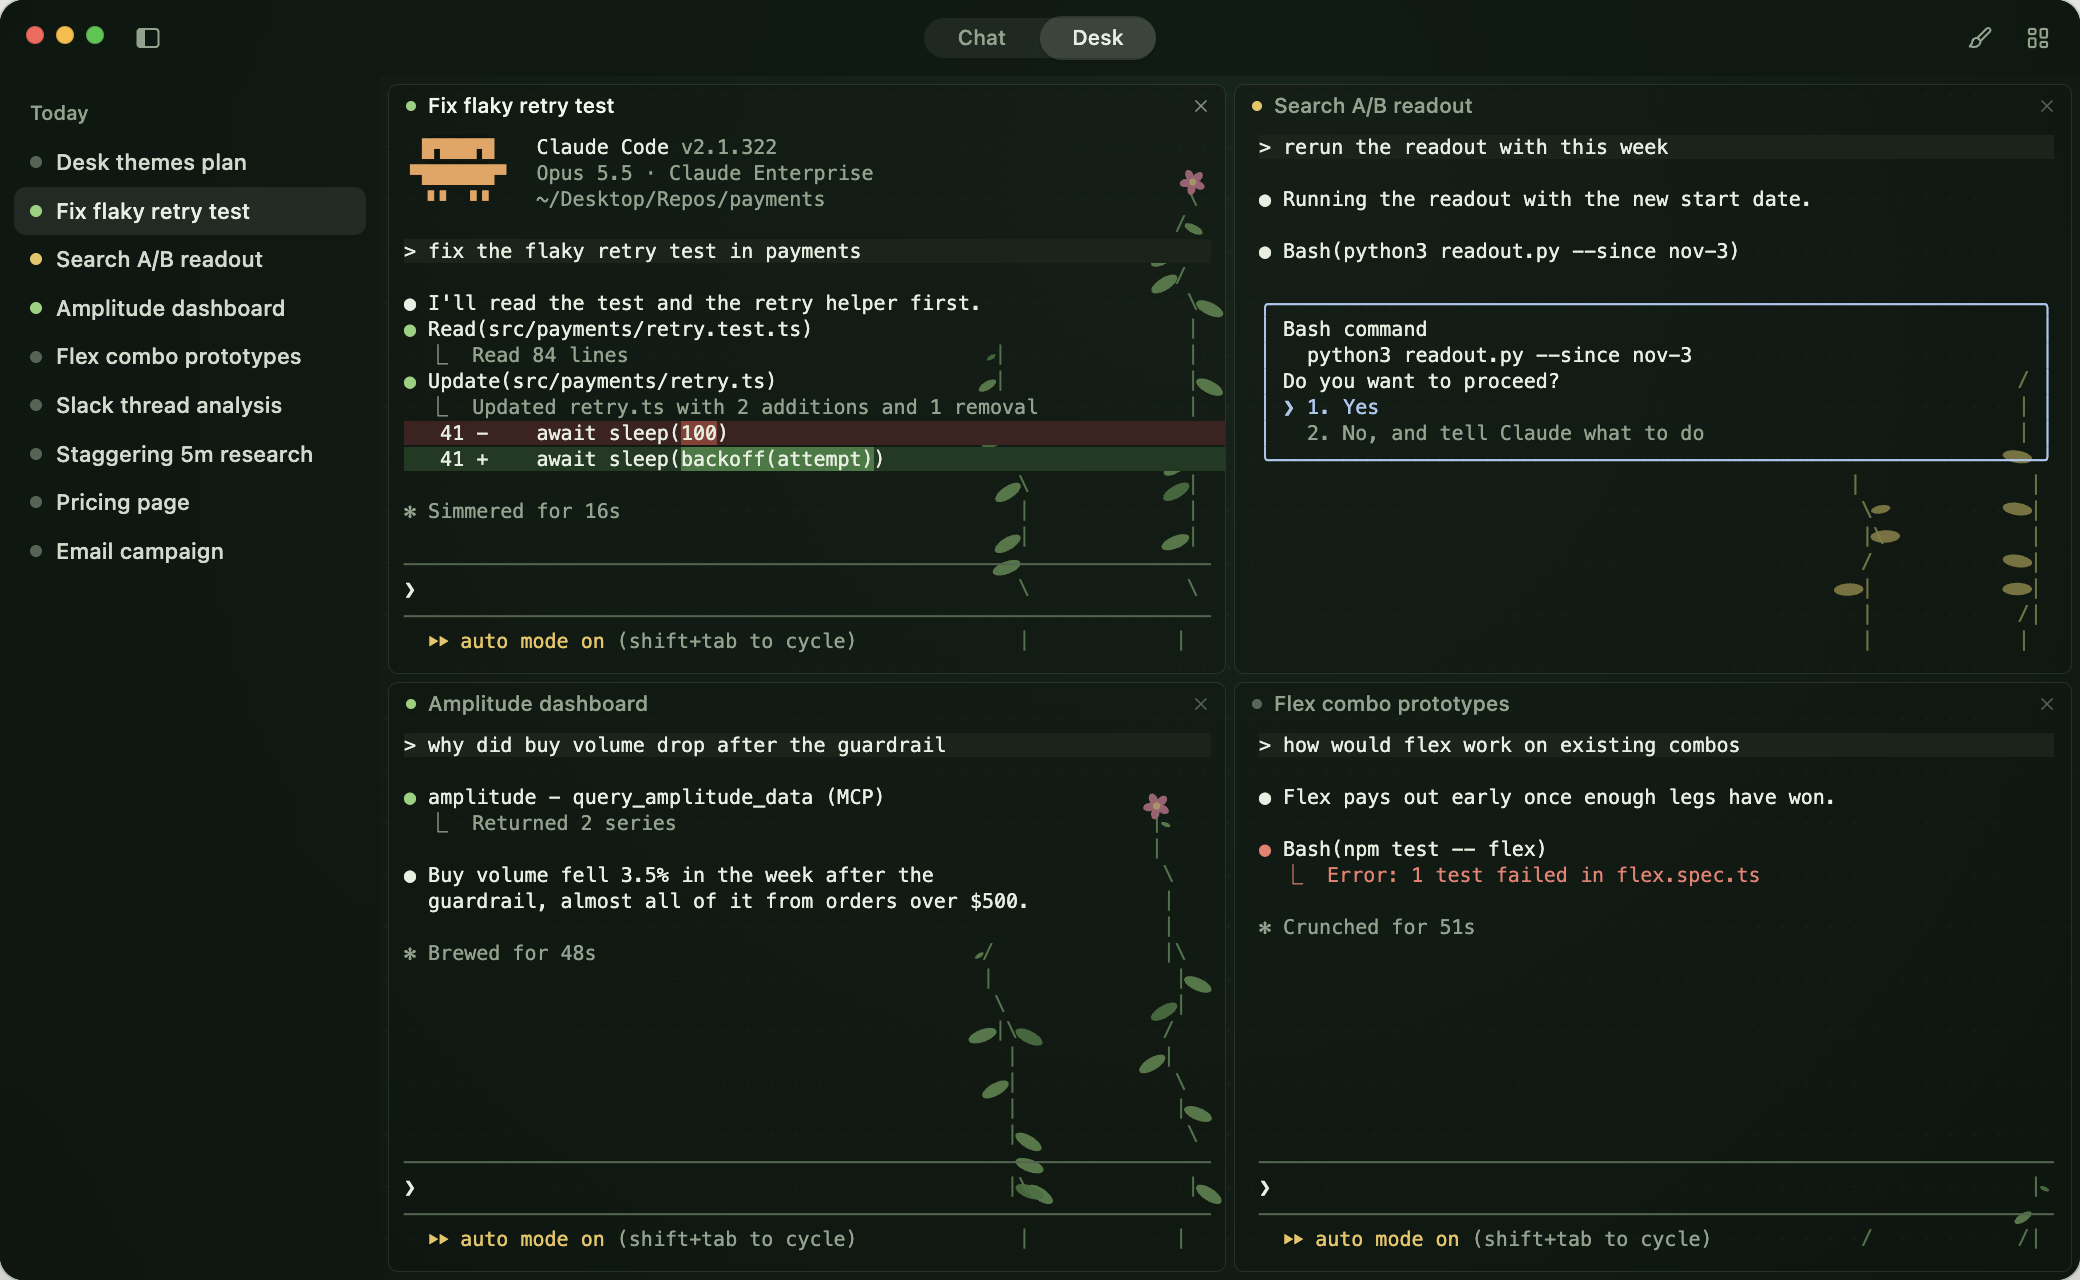 Chat
Desk
Today
Desk themes plan
Fix flaky retry test
Search A/B readout
Amplitude dashboard
Flex combo prototypes
Slack thread analysis
Staggering 5m research
Pricing page
Email campaign
Fix flaky retry test
Claude Code v2.1.322
Opus 5.5 · Claude Enterprise
~/Desktop/Repos/payments
> fix the flaky retry test in payments
● I'll read the test and the retry helper first.
● Read(src/payments/retry.test.ts)
⎿ Read 84 lines
● Update(src/payments/retry.ts)
⎿ Updated retry.ts with 2 additions and 1 removal
41 - await sleep(100)
41 + await sleep(backoff(attempt))
✻ Simmered for 16s
❯
⏵⏵ auto mode on (shift+tab to cycle)
Search A/B readout
> rerun the readout with this week
● Running the readout with the new start date.
● Bash(python3 readout.py --since nov-3)
Bash command
python3 readout.py --since nov-3
Do you want to proceed?
❯ 1. Yes
2. No, and tell Claude what to do
Amplitude dashboard
> why did buy volume drop after the guardrail
● amplitude - query_amplitude_data (MCP)
⎿ Returned 2 series
● Buy volume fell 3.5% in the week after the
guardrail, almost all of it from orders over $500.
✻ Brewed for 48s
❯
⏵⏵ auto mode on (shift+tab to cycle)
Flex combo prototypes
> how would flex work on existing combos
● Flex pays out early once enough legs have won.
● Bash(npm test -- flex)
⎿ Error: 1 test failed in flex.spec.ts
✻ Crunched for 51s
❯
⏵⏵ auto mode on (shift+tab to cycle)